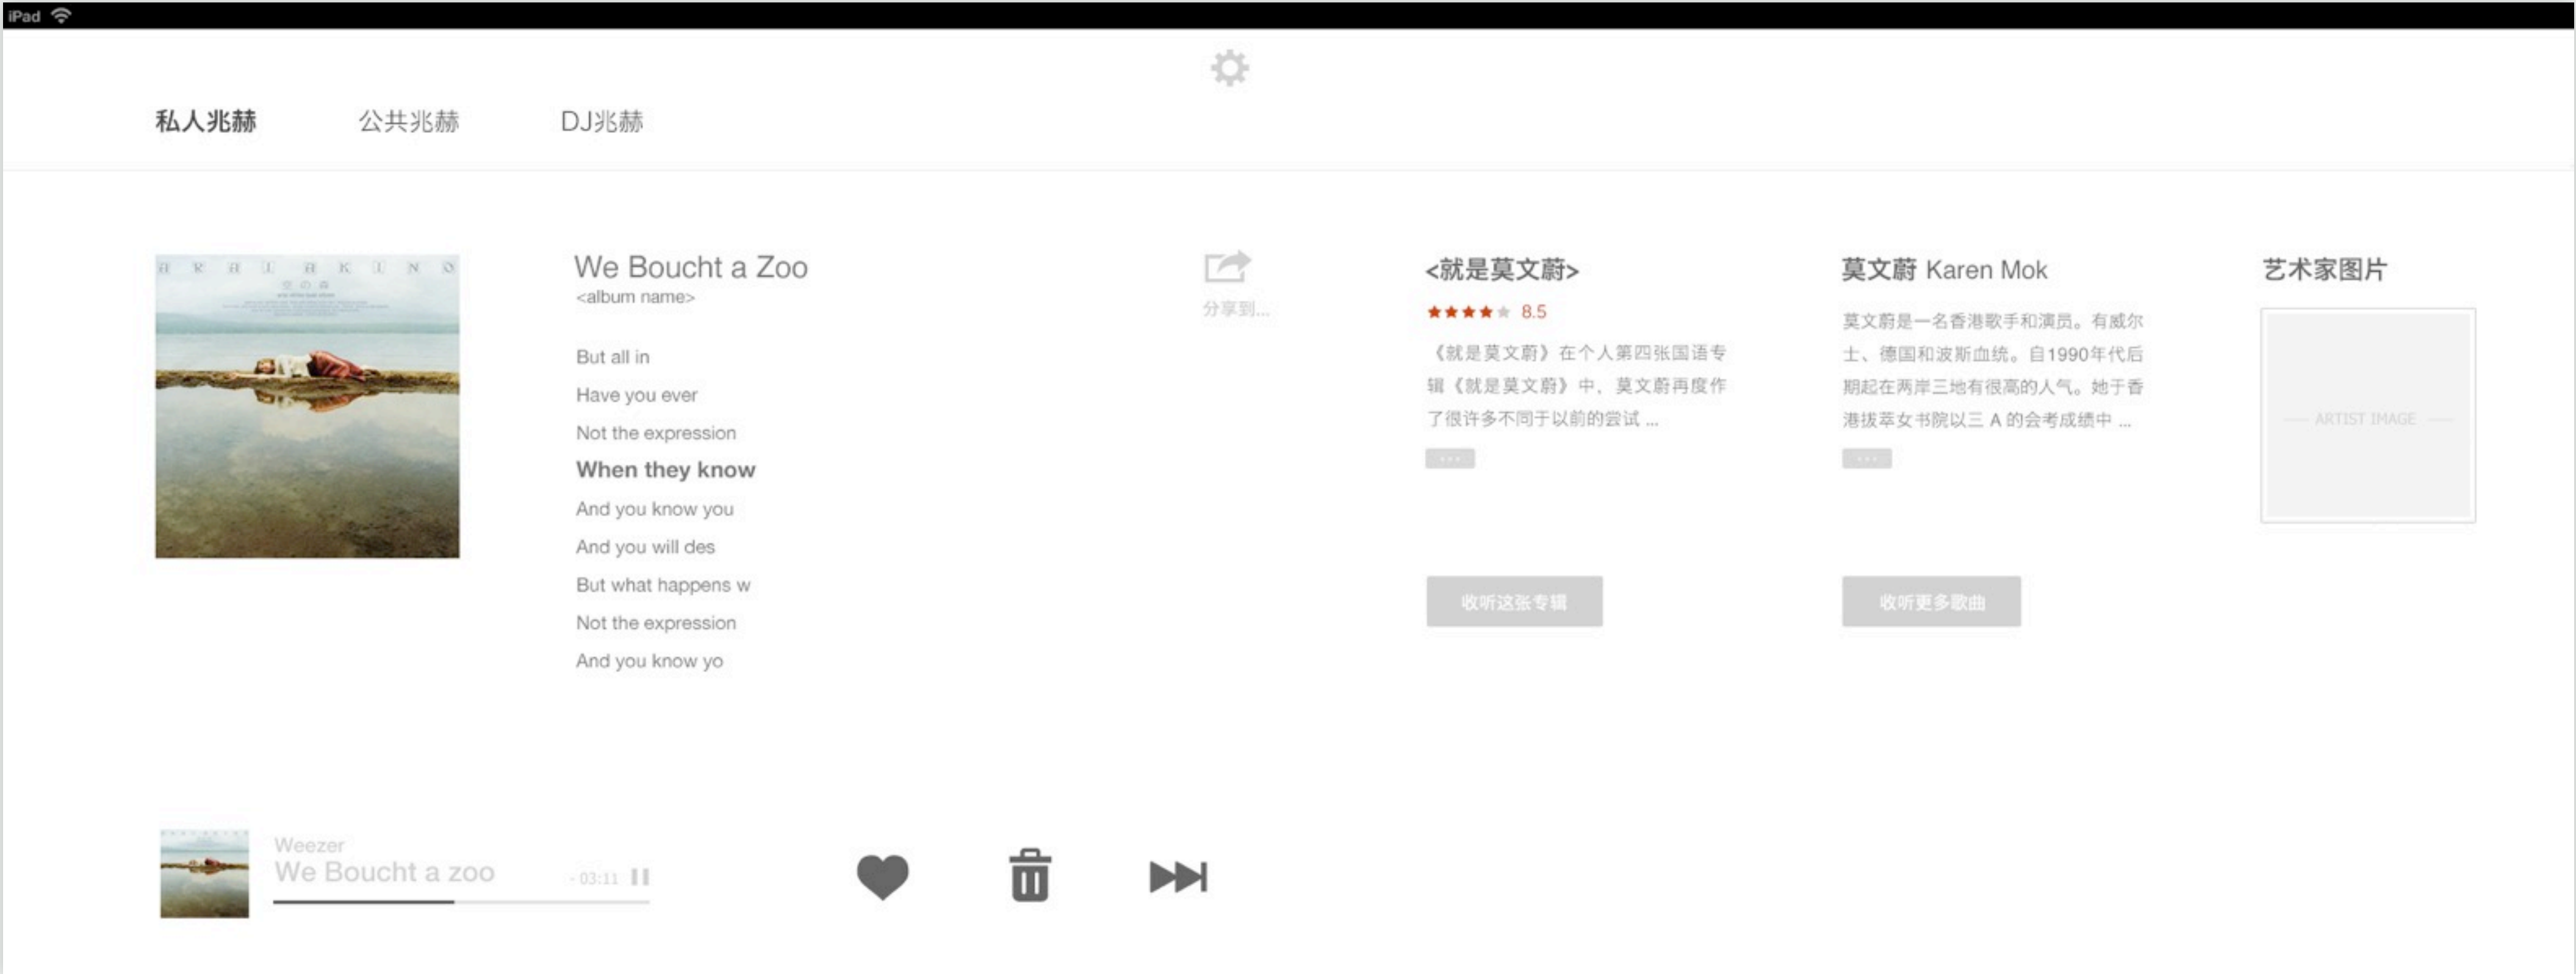 iPad
私人兆赫
公共兆赫
DJ兆赫
A R A I A K I N O
空の森
We Boucht a Zoo
<album name>
But all in
Have you ever
Not the expression
When they know
And you know you
And you will des
But what happens w
Not the expression
And you know yo
分享到...
<就是莫文蔚>
8.5
《就是莫文蔚》在个人第四张国语专
辑《就是莫文蔚》中，莫文蔚再度作
了很许多不同于以前的尝试 ...
...
收听这张专辑
莫文蔚 Karen Mok
莫文蔚是一名香港歌手和演员。有威尔
士、德国和波斯血统。自1990年代后
期起在两岸三地有很高的人气。她于香
港拔萃女书院以三 A 的会考成绩中 ...
...
收听更多歌曲
艺术家图片
ARTIST IMAGE
Weezer
We Boucht a zoo
- 03:11